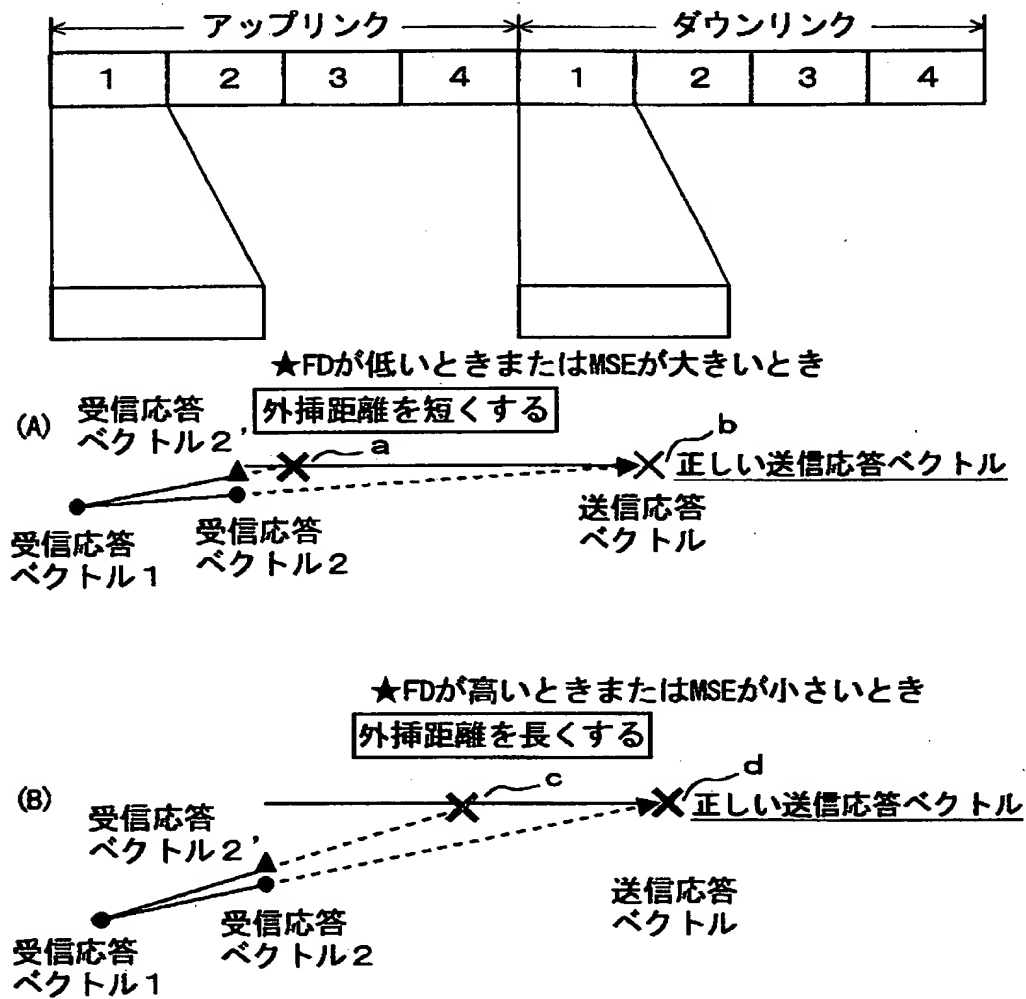 アップリンク ダウンリンク
1 2 3 4 1 2 3 4
★FDが低いときまたはMSEが大きいとき
外挿距離を短くする
(A)
受信応答
ベクトル2'
a
b
正しい送信応答ベクトル
受信応答
ベクトル1
受信応答
ベクトル2
送信応答
ベクトル
★FDが高いときまたはMSEが小さいとき
外挿距離を長くする
(B)
受信応答
ベクトル2'
c
d
正しい送信応答ベクトル
受信応答
ベクトル1
受信応答
ベクトル2
送信応答
ベクトル